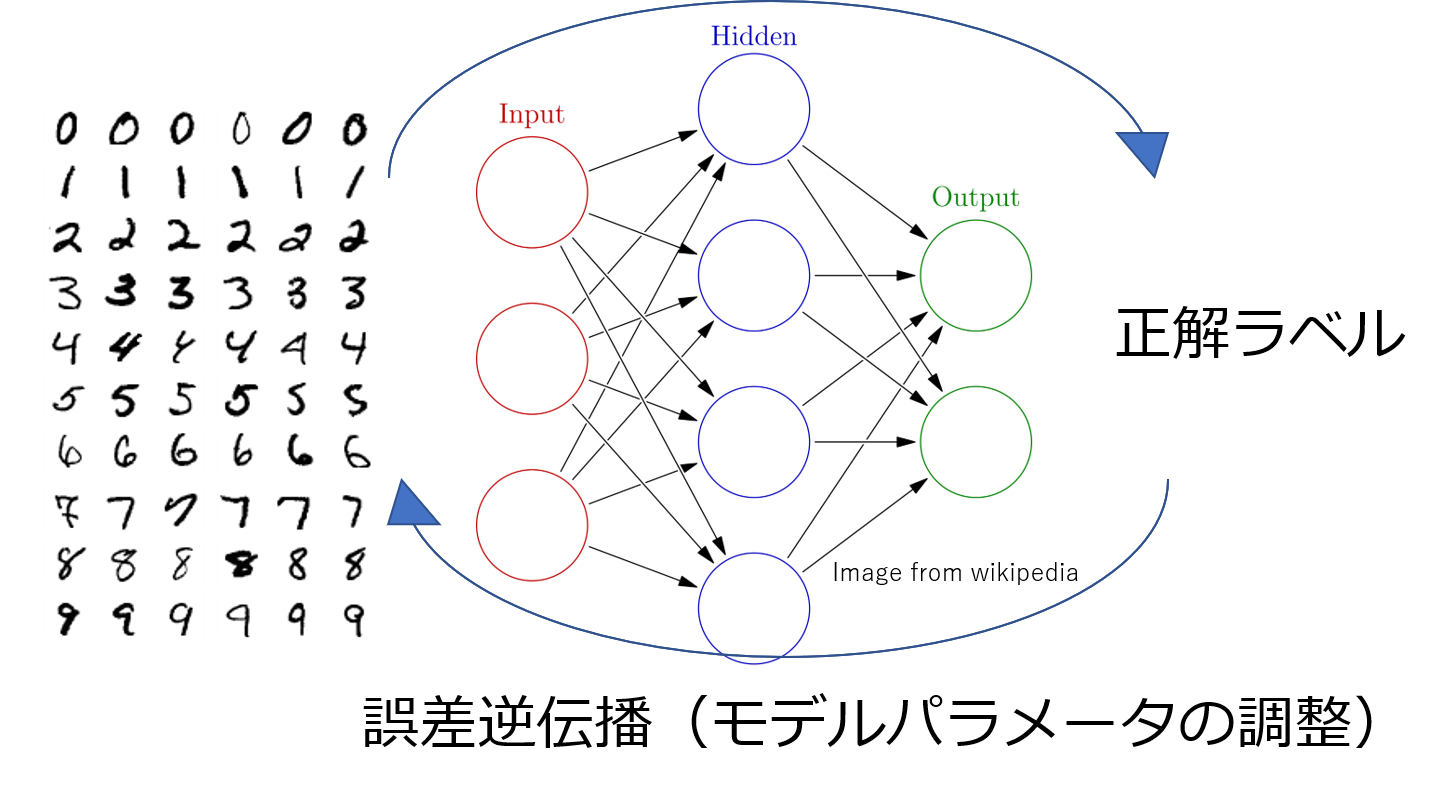 Hidden
Input
Output
0 0 0 0 0 0
1 1 1 1 1 1
2 2 2 2 2 2
3 3 3 3 3 3
4 4 4 4 4 4
5 5 5 5 5 5
6 6 6 6 6 6
7 7 7 7 7 7
8 8 8 8 8 8
9 9 9 9 9 9
正解ラベル
Image from wikipedia
誤差逆伝播（モデルパラメータの調整）